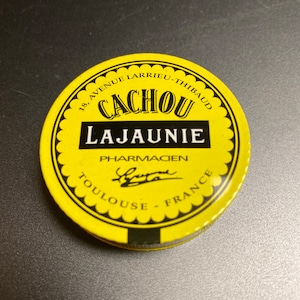 18, AVENUE LARRIEU-THIBAUD
CACHOU
LAJAUNIE
PHARMACIEN
TOULOUSE - FRANCE